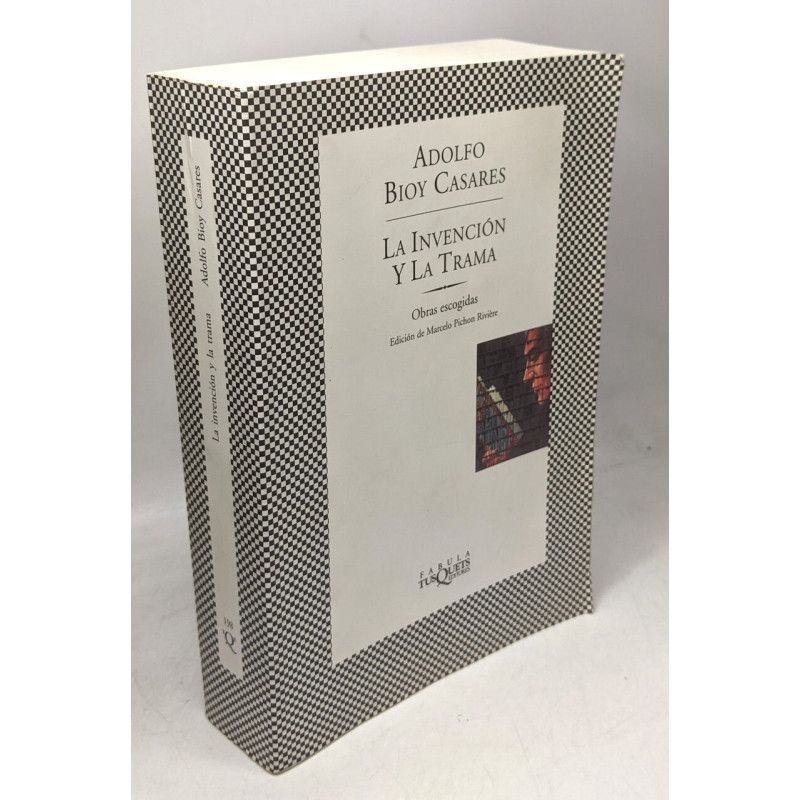 ADOLFO
BIOY CASARES
LA INVENCIÓN
Y LA TRAMA
Obras escogidas
Edición de Marcelo Pichon Rivière
FABULA
TUSQUETS
EDITORES
La invención y la trama Adolfo Bioy Casares
198
Q